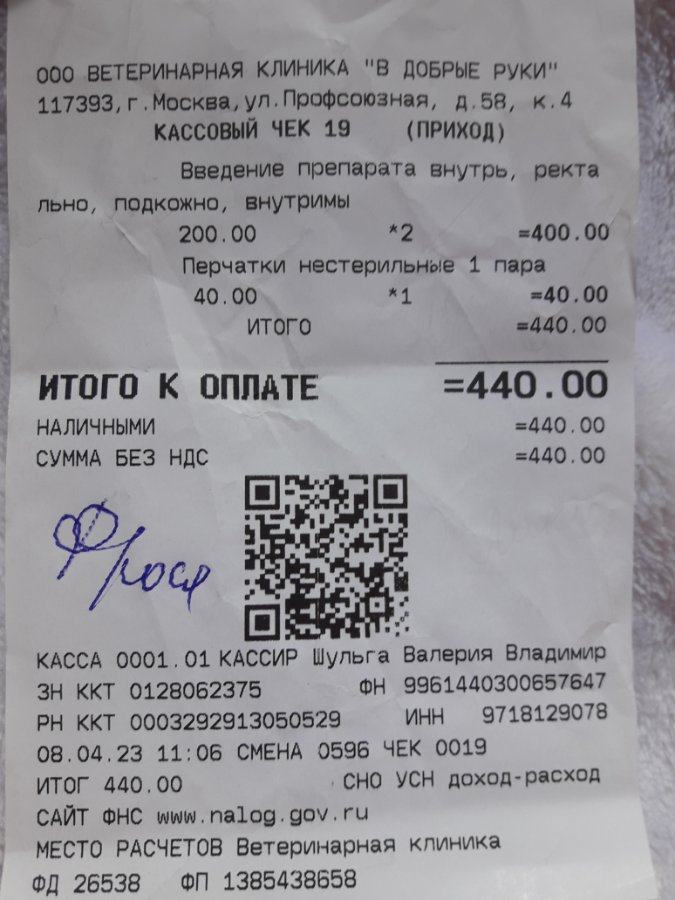 ООО ВЕТЕРИНАРНАЯ КЛИНИКА "В ДОБРЫЕ РУКИ"
117393,г.Москва,ул.Профсоюзная, д.58, к.4
КАССОВЫЙ ЧЕК 19 (ПРИХОД)
Введение препарата внутрь, ректа
льно, подкожно, внутримы
200.00 *2 =400.00
Перчатки нестерильные 1 пара
40.00 *1 =40.00
ИТОГО =440.00
ИТОГО К ОПЛАТЕ =440.00
НАЛИЧНЫМИ =440.00
СУММА БЕЗ НДС =440.00
Фрося
КАССА 0001.01 КАССИР Шульга Валерия Владимир
ЗН ККТ 0128062375 ФН 9961440300657647
РН ККТ 0003292913050529 ИНН 9718129078
08.04.23 11:06 СМЕНА 0596 ЧЕК 0019
ИТОГ 440.00 СНО УСН доход-расход
САЙТ ФНС www.nalog.gov.ru
МЕСТО РАСЧЕТОВ Ветеринарная клиника
ФД 26538 ФП 1385438658